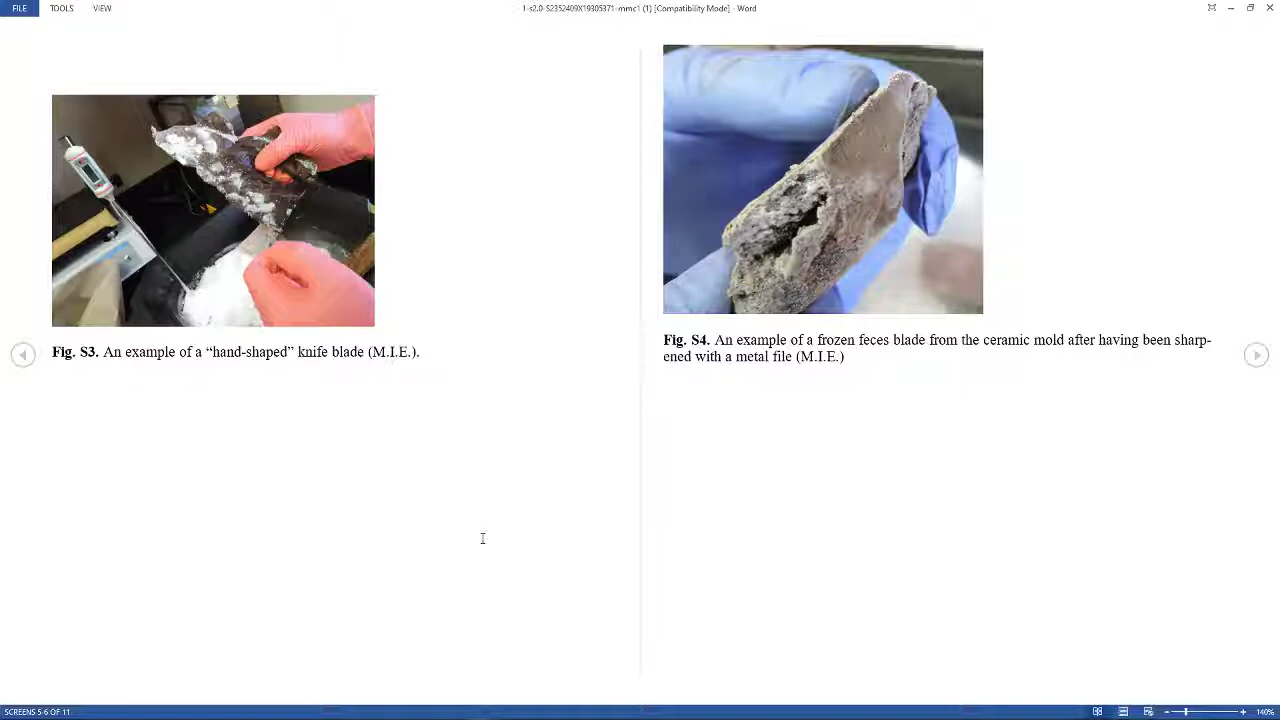 FILE TOOLS VIEW
1-s2.0-S2352409X19305371-mmc1 (1) [Compatibility Mode] - Word
Fig. S3. An example of a “hand-shaped” knife blade (M.I.E.).
Fig. S4. An example of a frozen feces blade from the ceramic mold after having been sharp-
ened with a metal file (M.I.E.)
SCREENS 5-6 OF 11
140%